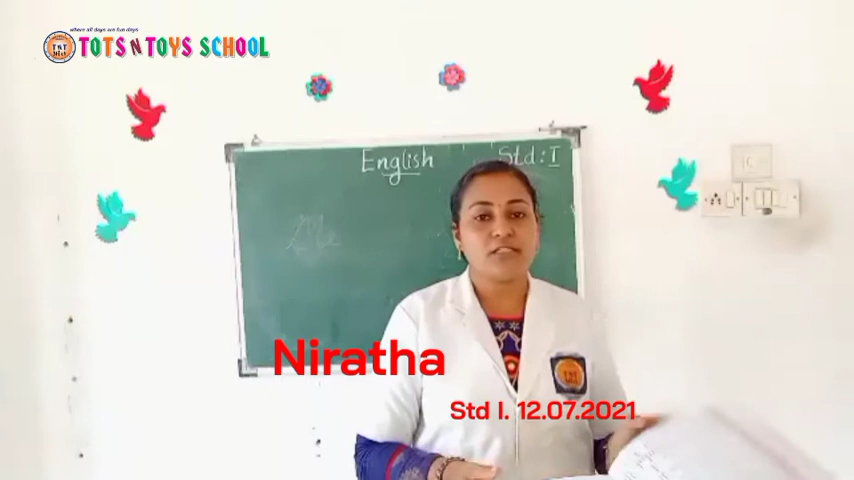 where all days are fun days
TOTS N TOYS SCHOOL
English Std: I
Niratha
Std I. 12.07.2021